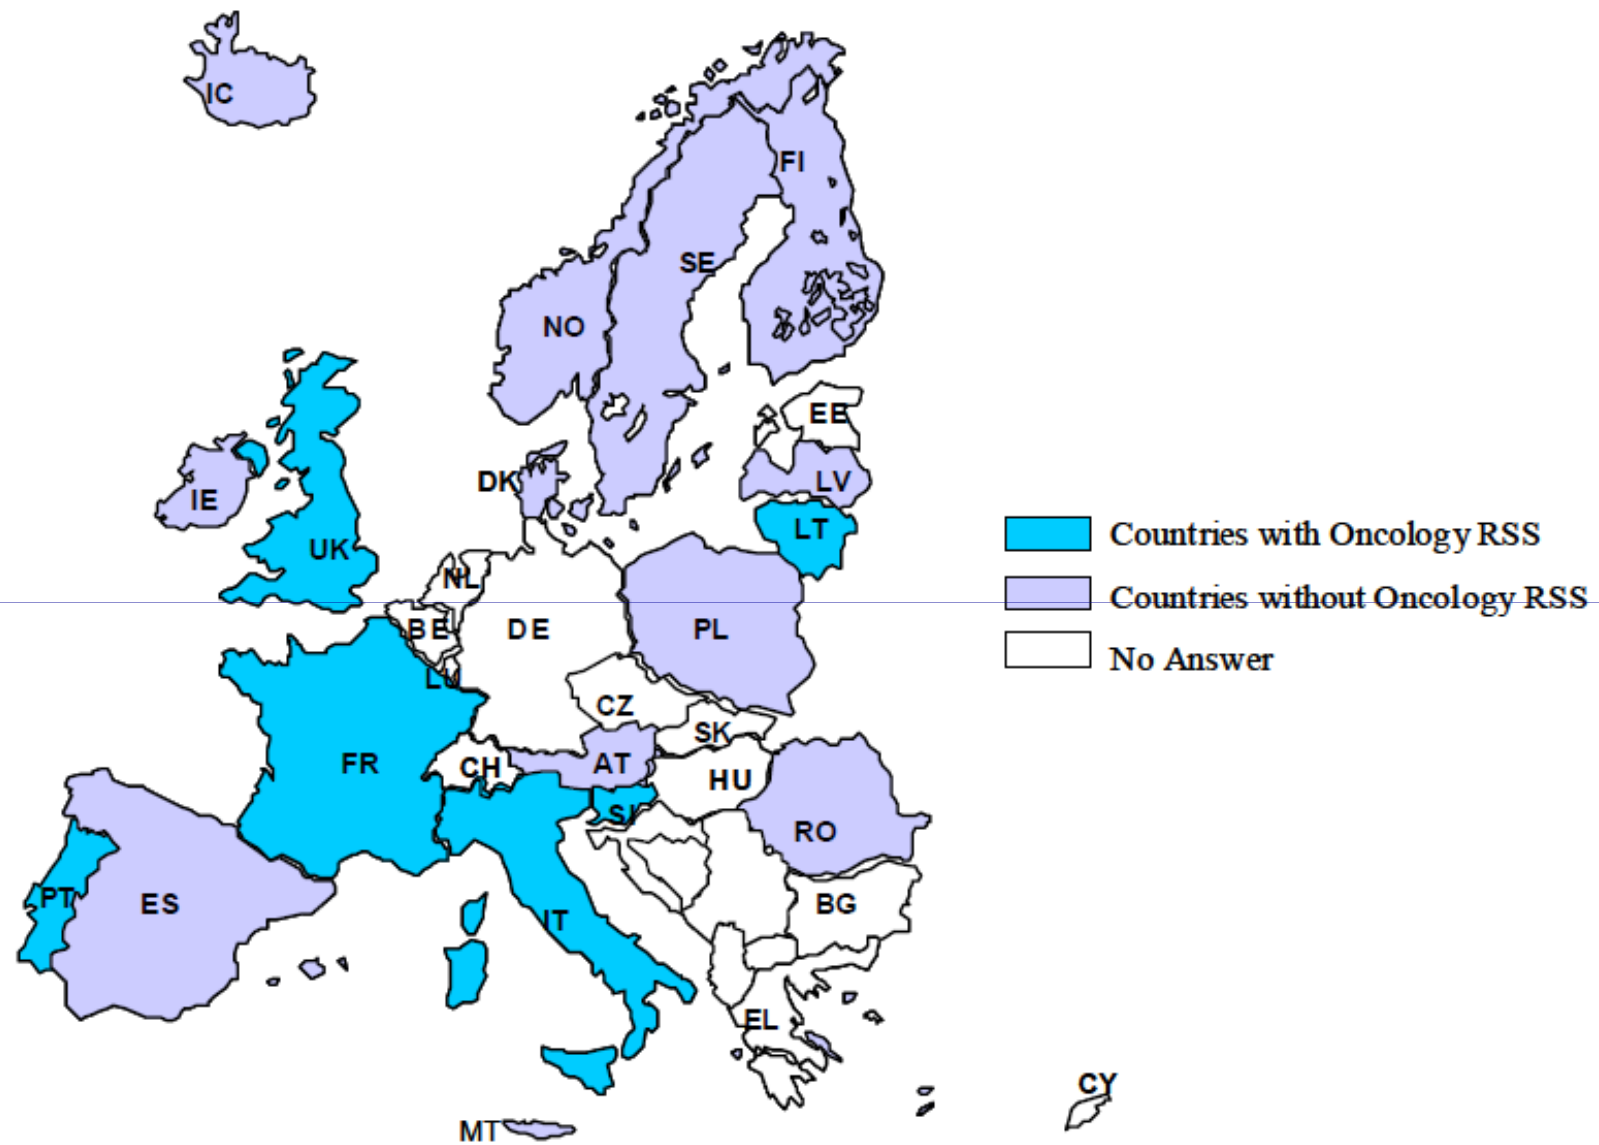 IC
FI
SE
NO
EE
DK
LV
IE
LT
UK
NL
BE
DE
PL
LU
CZ
SK
FR
CH
AT
HU
SI
RO
PT
ES
BG
IT
EL
CY
MT
Countries with Oncology RSS
Countries without Oncology RSS
No Answer